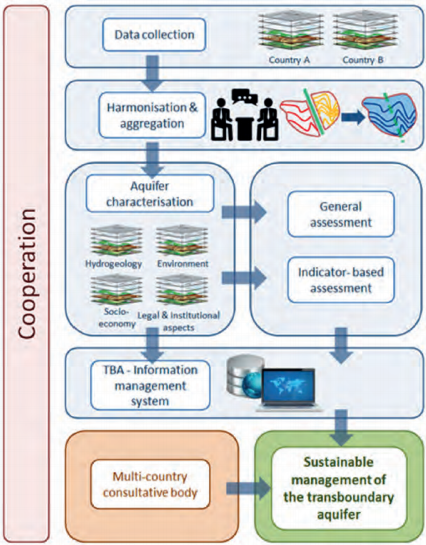 Cooperation
Data collection
Country A
Country B
Harmonisation &
aggregation
Aquifer
characterisation
Hydrogeology
Environment
Socio-
economy
Legal & Institutional
aspects
General
assessment
Indicator-based
assessment
TBA - Information
management
system
Multi-country
consultative body
Sustainable
management of
the transboundary
aquifer